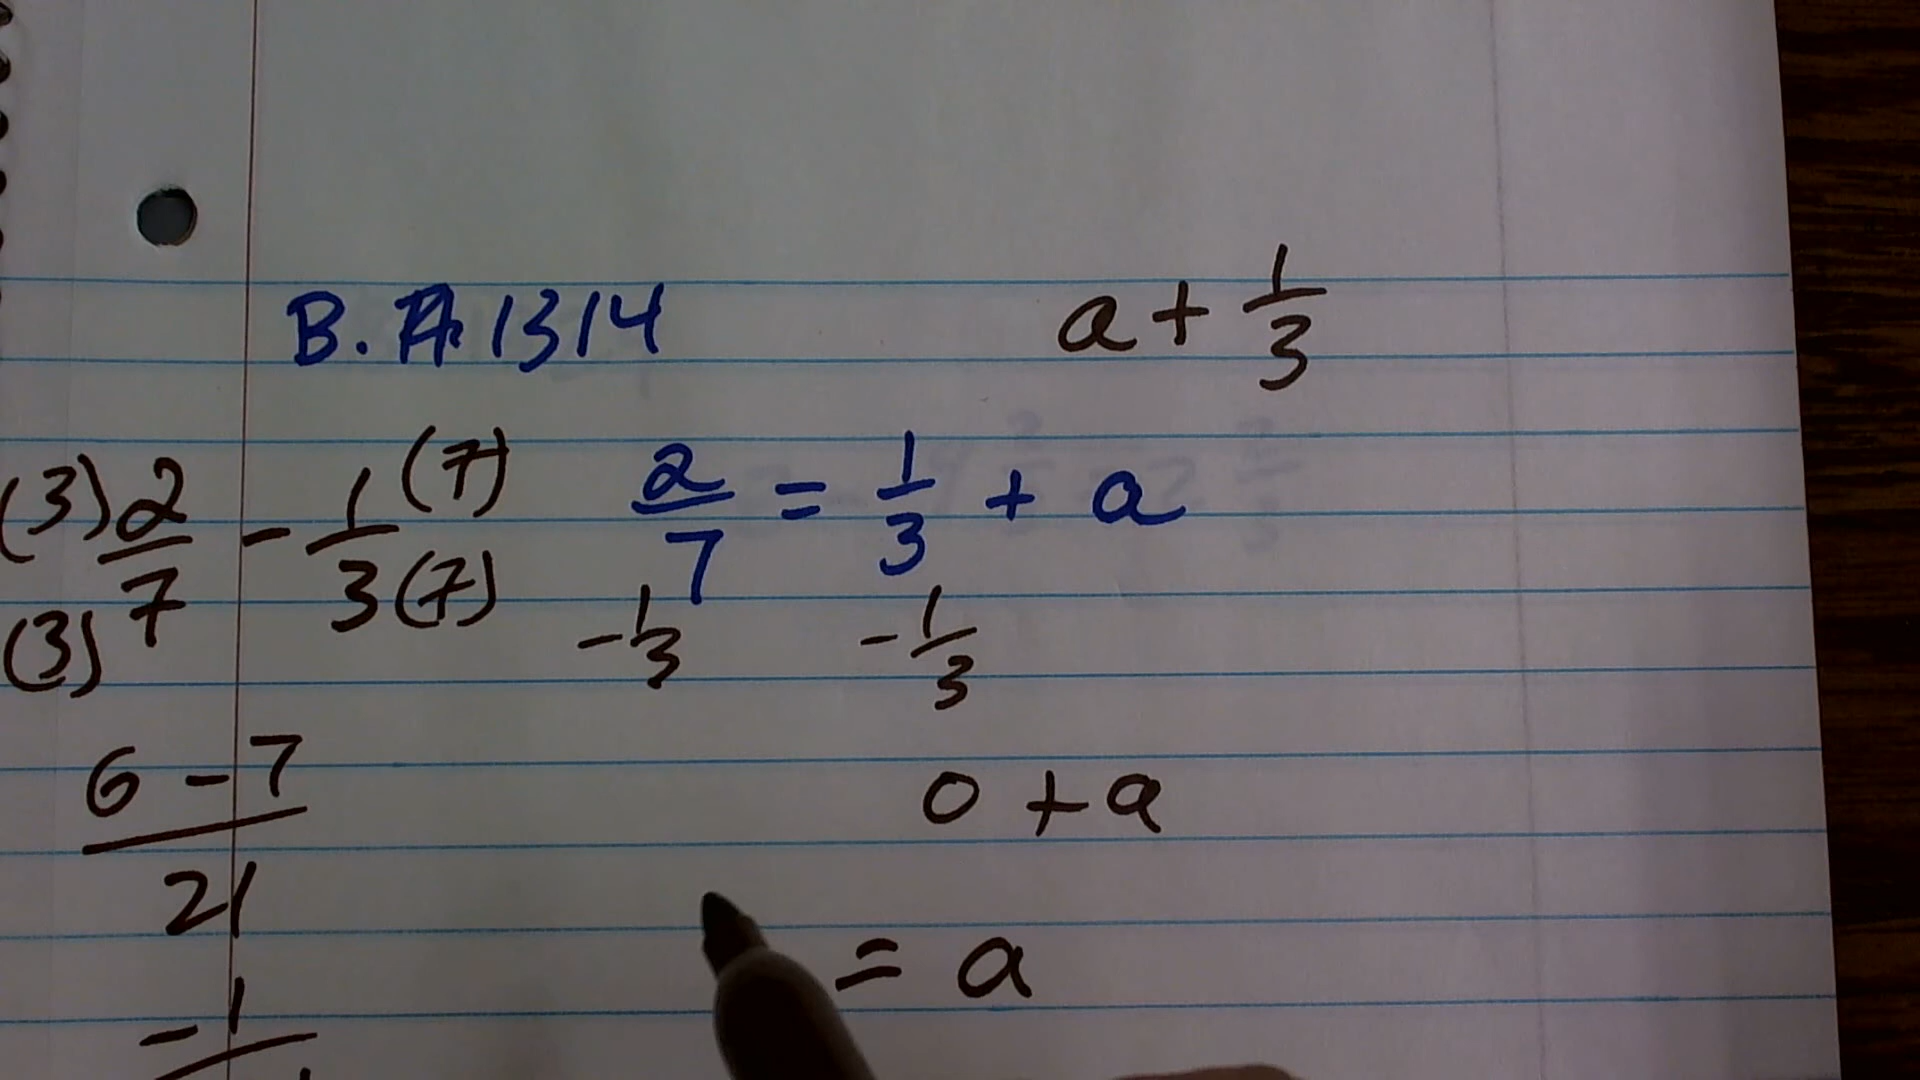 B. A. 1314
a + 1/3
(3) 2/7 (3) - 1/3 (7) (7)
2/7 = 1/3 + a
- 1/3 - 1/3
6 - 7 / 21
0 + a
= a
- 1